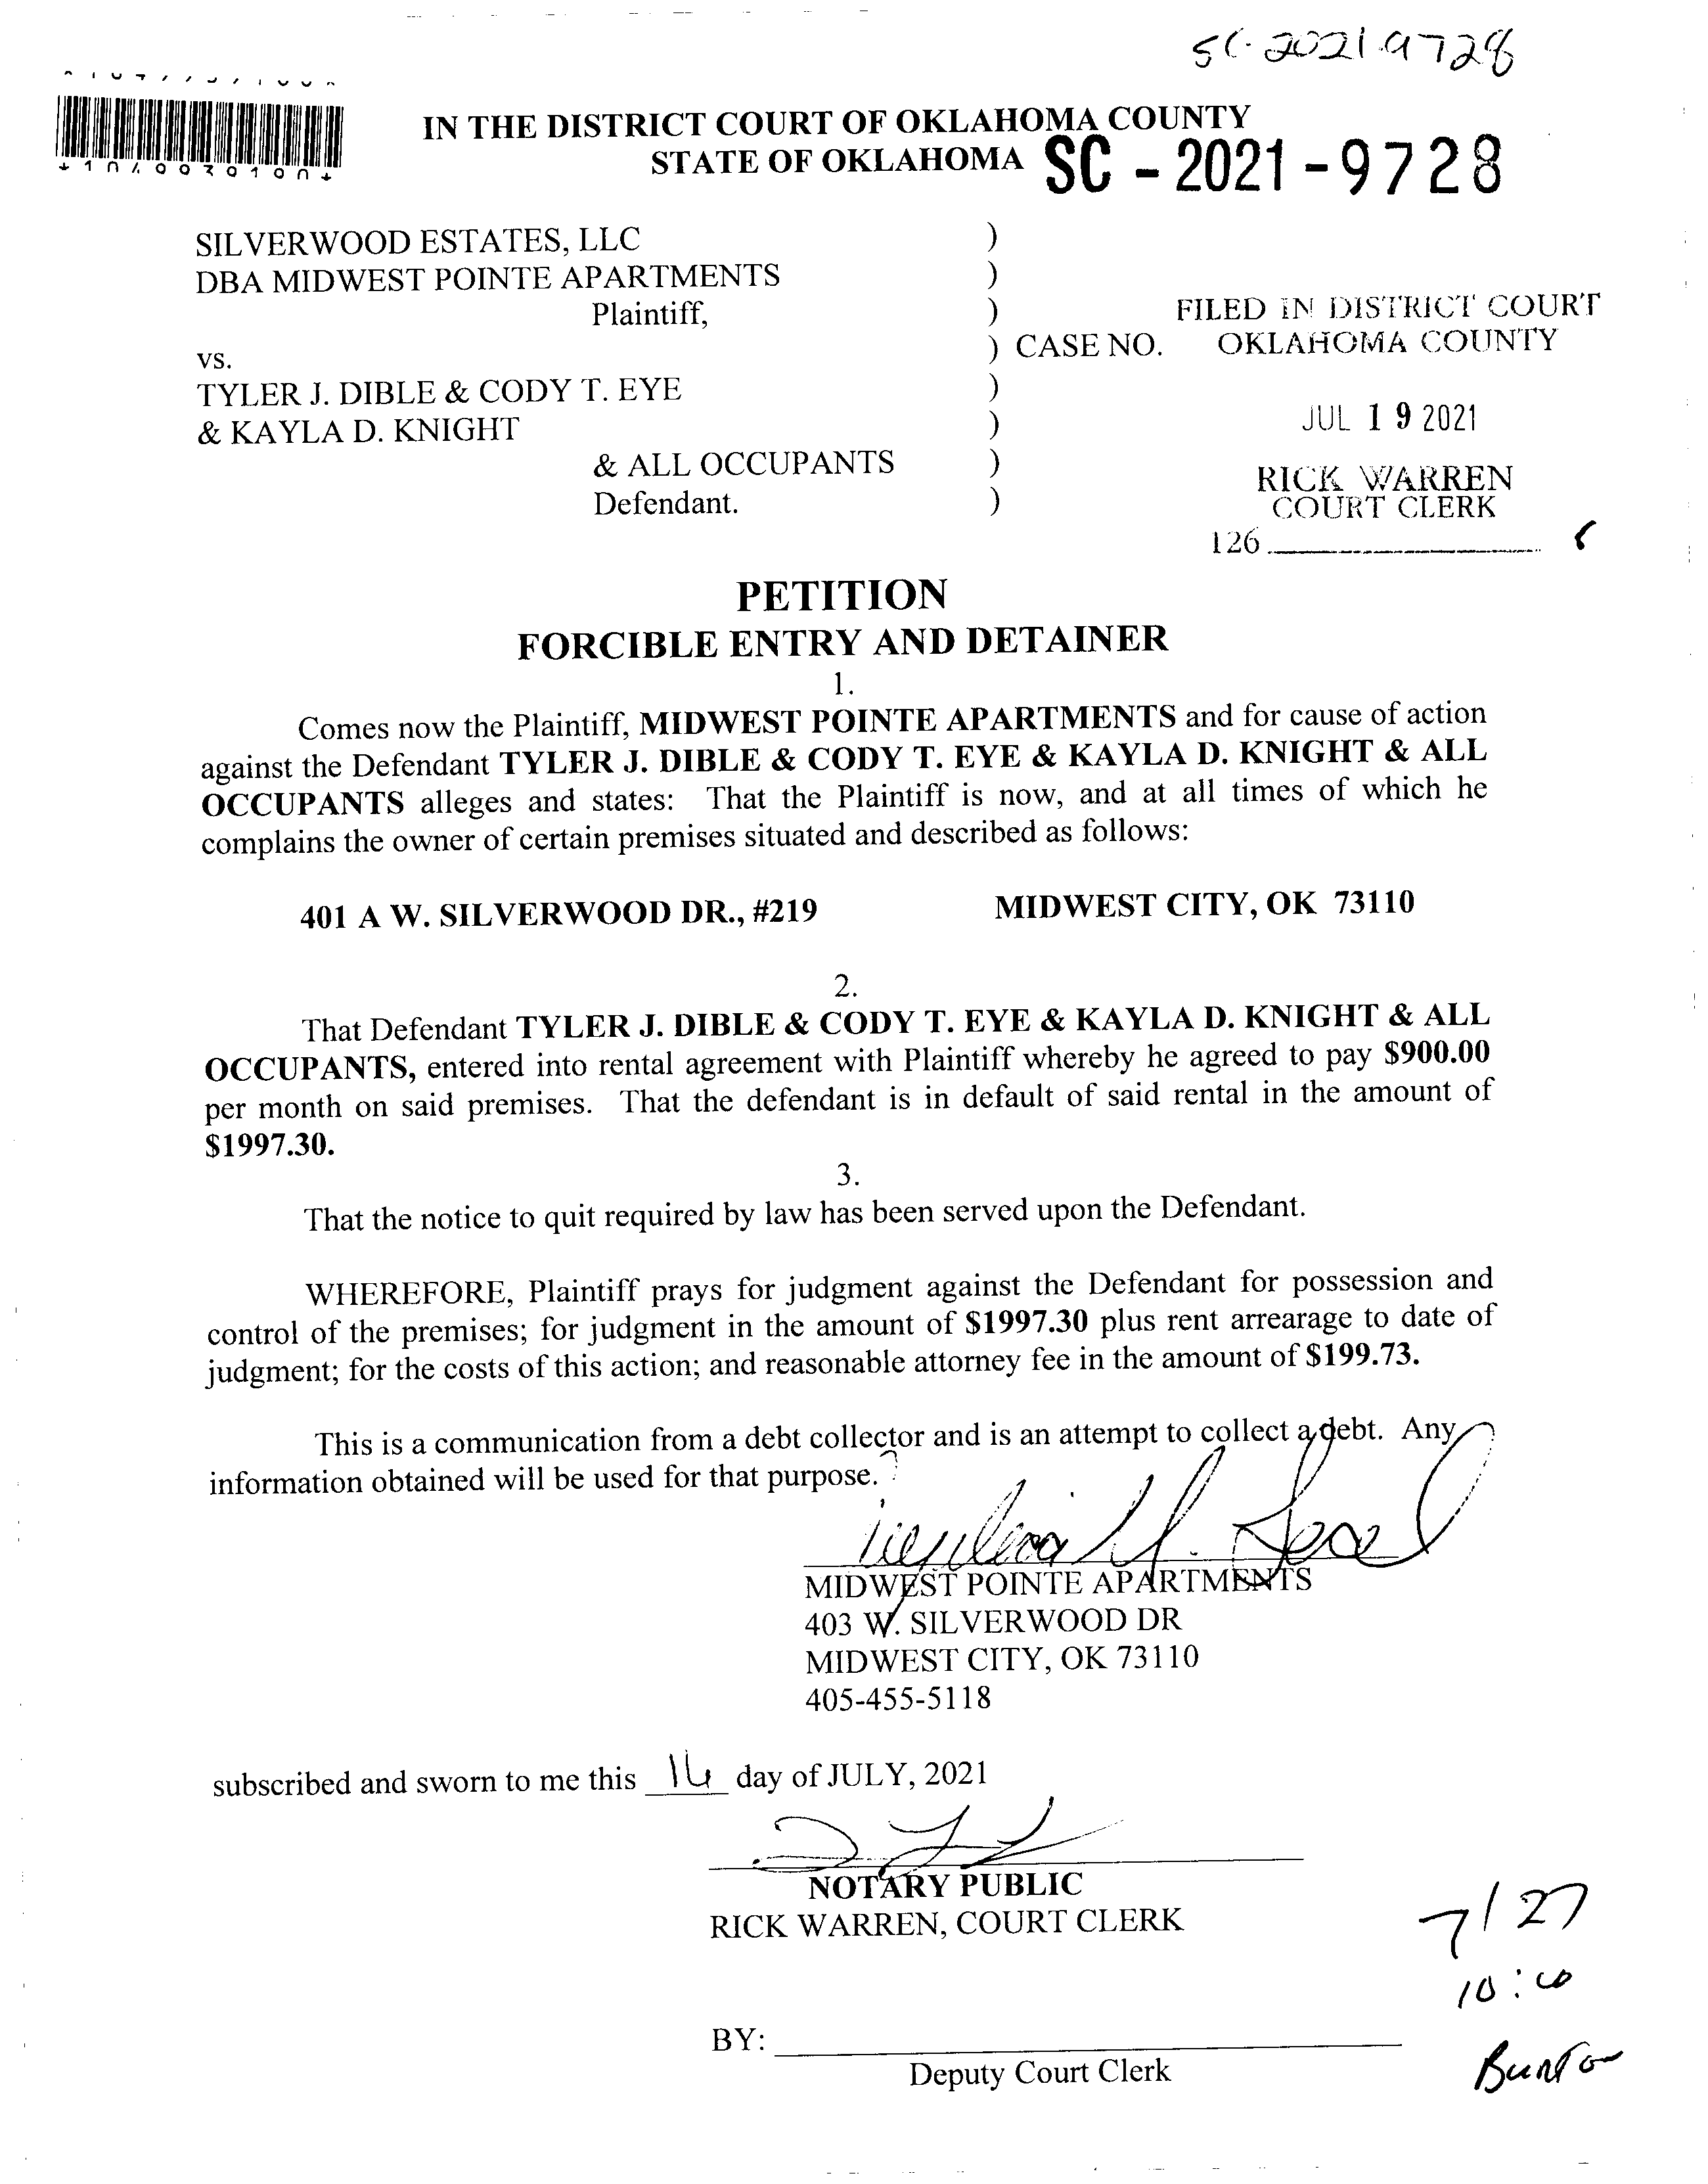 SC-2021-9728
IN THE DISTRICT COURT OF OKLAHOMA COUNTY
STATE OF OKLAHOMA
SC - 2021 - 9728
SILVERWOOD ESTATES, LLC )
DBA MIDWEST POINTE APARTMENTS )
Plaintiff, )
FILED IN DISTRICT COURT
vs. ) CASE NO.
OKLAHOMA COUNTY
TYLER J. DIBLE & CODY T. EYE )
& KAYLA D. KNIGHT )
JUL 19 2021
& ALL OCCUPANTS )
Defendant. )
RICK WARREN
COURT CLERK
126
PETITION
FORCIBLE ENTRY AND DETAINER
1.
Comes now the Plaintiff, MIDWEST POINTE APARTMENTS and for cause of action
against the Defendant TYLER J. DIBLE & CODY T. EYE & KAYLA D. KNIGHT & ALL
OCCUPANTS alleges and states: That the Plaintiff is now, and at all times of which he
complains the owner of certain premises situated and described as follows:
401 A W. SILVERWOOD DR., #219 MIDWEST CITY, OK 73110
2.
That Defendant TYLER J. DIBLE & CODY T. EYE & KAYLA D. KNIGHT & ALL
OCCUPANTS, entered into rental agreement with Plaintiff whereby he agreed to pay $900.00
per month on said premises. That the defendant is in default of said rental in the amount of
$1997.30.
3.
That the notice to quit required by law has been served upon the Defendant.
WHEREFORE, Plaintiff prays for judgment against the Defendant for possession and
control of the premises; for judgment in the amount of $1997.30 plus rent arrearage to date of
judgment; for the costs of this action; and reasonable attorney fee in the amount of $199.73.
This is a communication from a debt collector and is an attempt to collect a debt. Any
information obtained will be used for that purpose.
MIDWEST POINTE APARTMENTS
403 W. SILVERWOOD DR
MIDWEST CITY, OK 73110
405-455-5118
subscribed and sworn to me this 16 day of JULY, 2021
NOTARY PUBLIC
RICK WARREN, COURT CLERK
7/27
10:00
BY:
Deputy Court Clerk
Burton